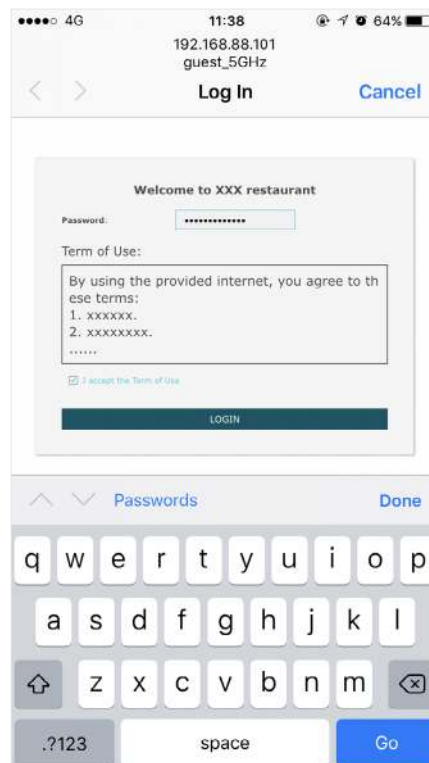 4G 11:38 64%
192.168.88.101
guest_5GHz
Log In Cancel
Welcome to XXX restaurant
Password: •••••••••••••
Term of Use:
By using the provided internet, you agree to th
ese terms:
1. xxxxxx.
2. xxxxxxxx.
......
I accept the Term of Use
LOGIN
Passwords Done
q w e r t y u i o p
a s d f g h j k l
z x c v b n m
.?123 space Go